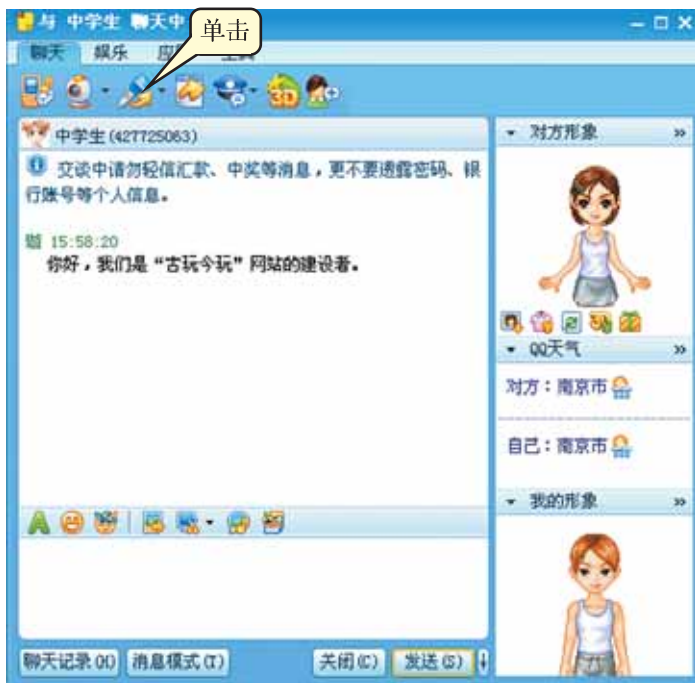 与 中学生 聊天中
单击
聊天 娱乐
3D
中学生(427725063)
交谈中请勿轻信汇款、中奖等消息，更不要透露密码、银
行账号等个人信息。
15:58:20
你好，我们是“古玩今玩”网站的建设者。
对方形象
QQ天气
对方：南京市
自己：南京市
我的形象
A
聊天记录(H) 消息模式(T) 关闭(C) 发送(S)